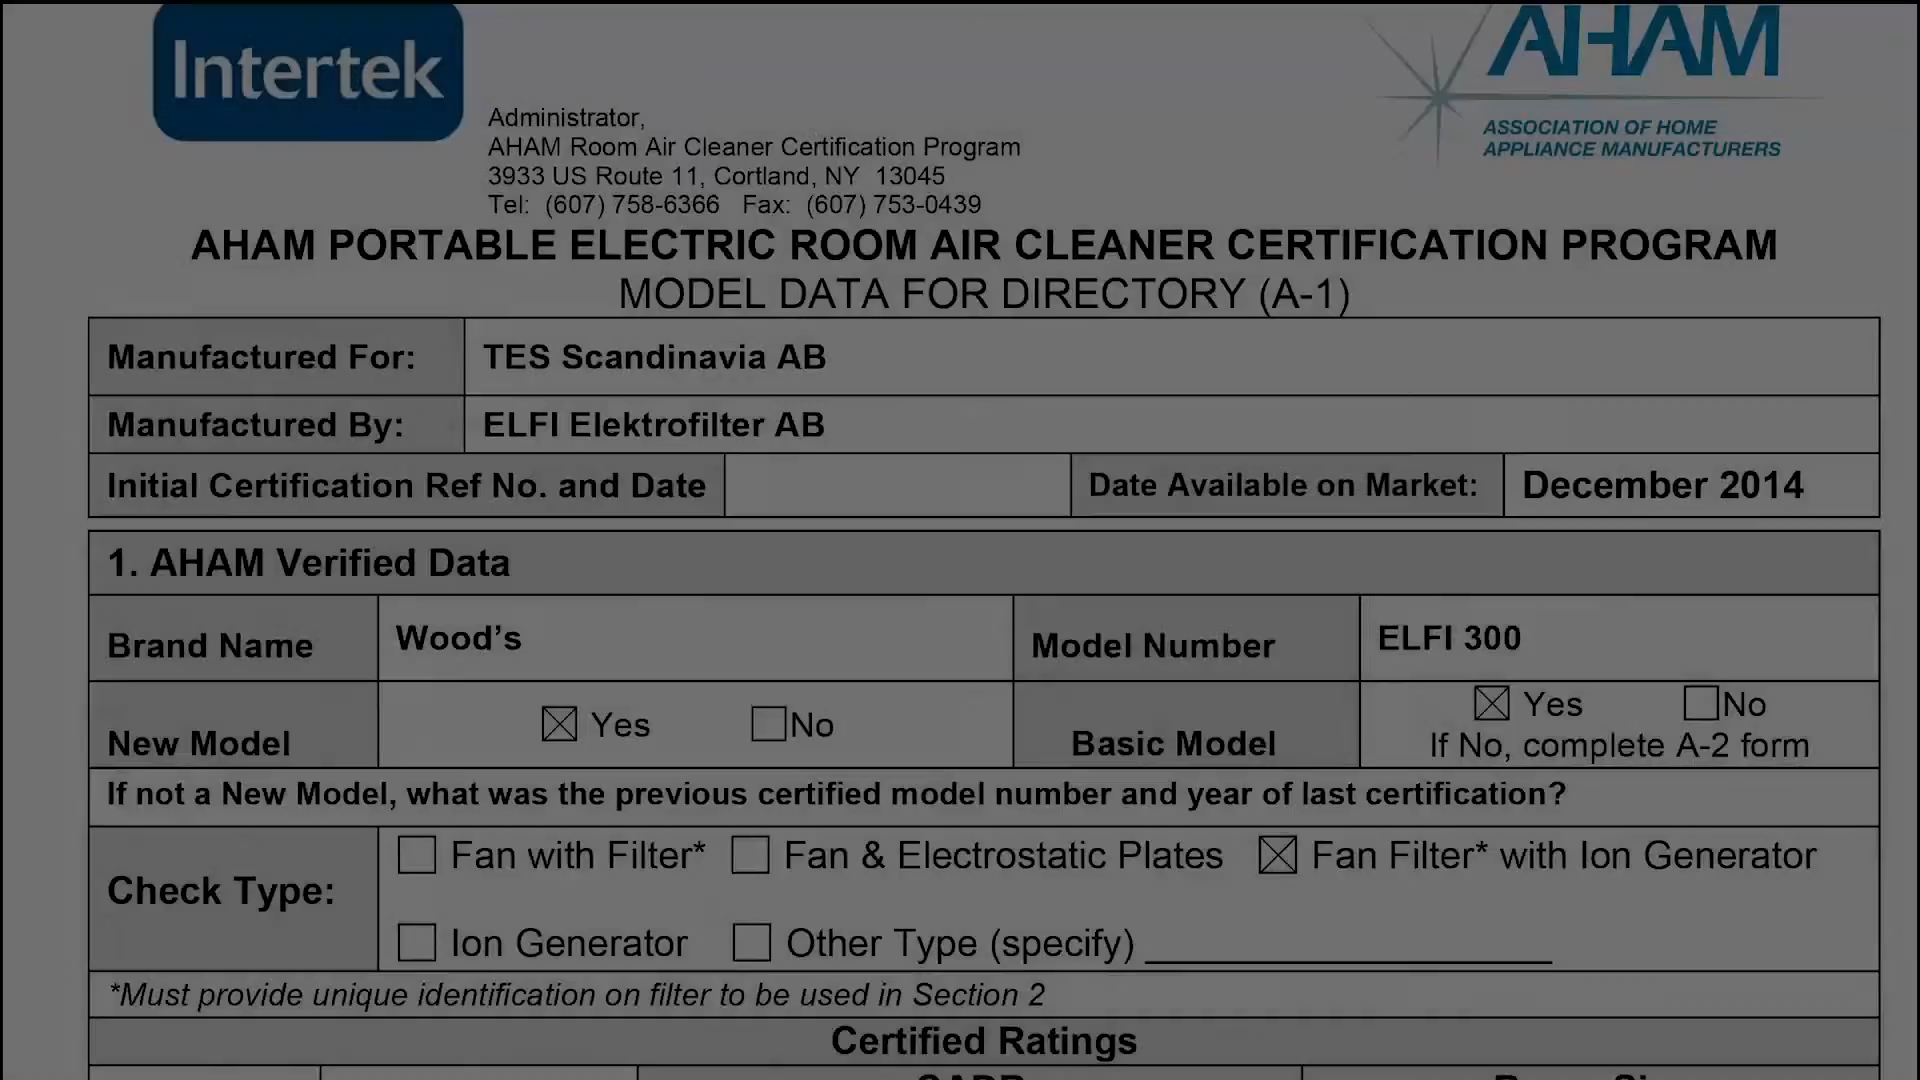 Intertek
AHAM
ASSOCIATION OF HOME
APPLIANCE MANUFACTURERS
Administrator,
AHAM Room Air Cleaner Certification Program
3933 US Route 11, Cortland, NY 13045
Tel: (607) 758-6366 Fax: (607) 753-0439
AHAM PORTABLE ELECTRIC ROOM AIR CLEANER CERTIFICATION PROGRAM
MODEL DATA FOR DIRECTORY (A-1)
Manufactured For: TES Scandinavia AB
Manufactured By: ELFI Elektrofilter AB
Initial Certification Ref No. and Date Date Available on Market: December 2014
1. AHAM Verified Data
Brand Name Wood's Model Number ELFI 300
New Model Yes No Basic Model Yes No
If No, complete A-2 form
If not a New Model, what was the previous certified model number and year of last certification?
Check Type: Fan with Filter* Fan & Electrostatic Plates Fan Filter* with Ion Generator
Ion Generator Other Type (specify)
*Must provide unique identification on filter to be used in Section 2
Certified Ratings